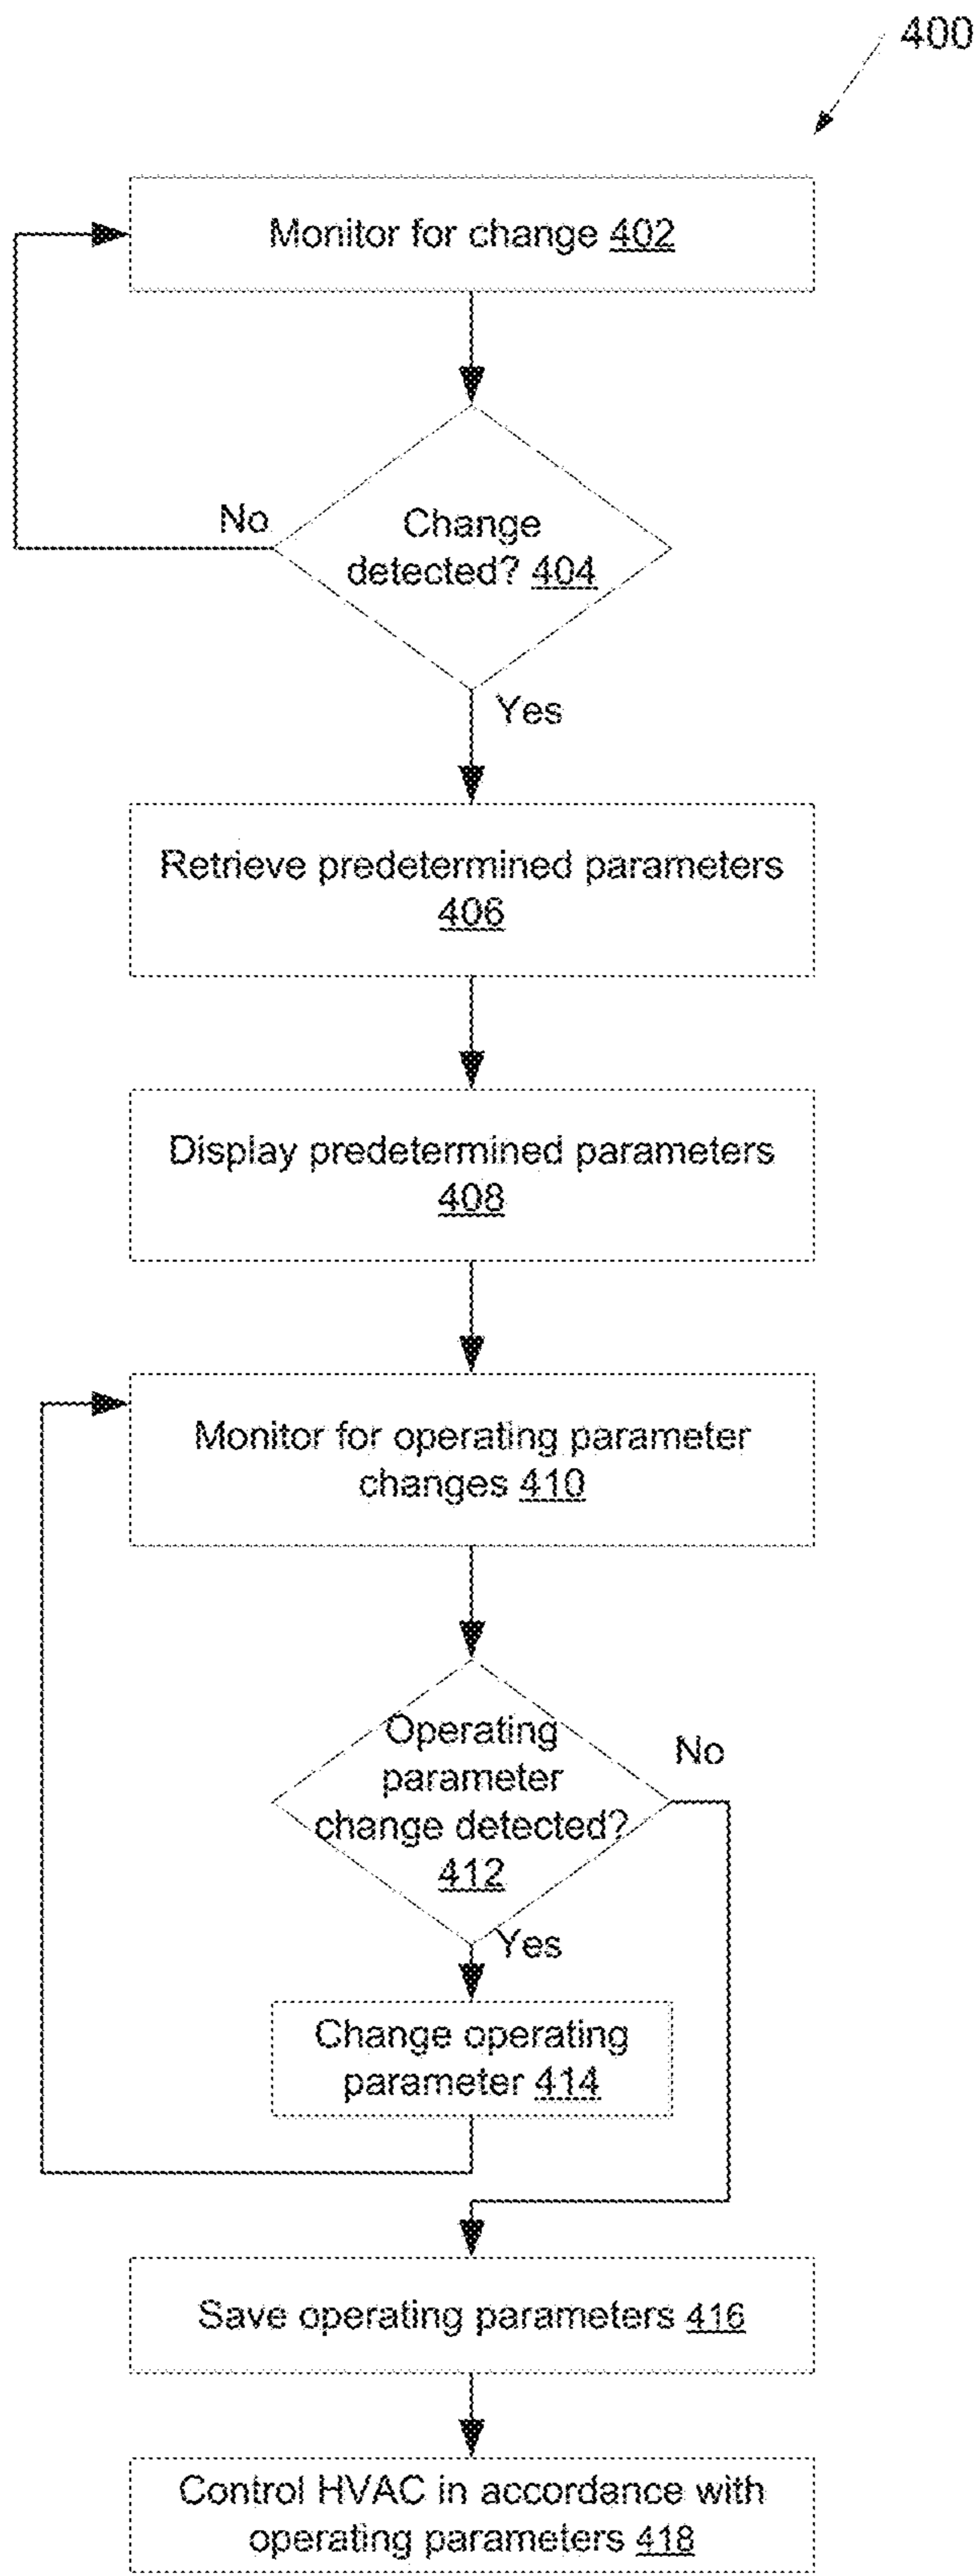 400
Monitor for change 402
No
Change
detected? 404
Yes
Retrieve predetermined parameters
406
Display predetermined parameters
408
Monitor for operating parameter
changes 410
Operating
parameter
change detected?
412
No
Yes
Change operating
parameter 414
Save operating parameters 416
Control HVAC in accordance with
operating parameters 418